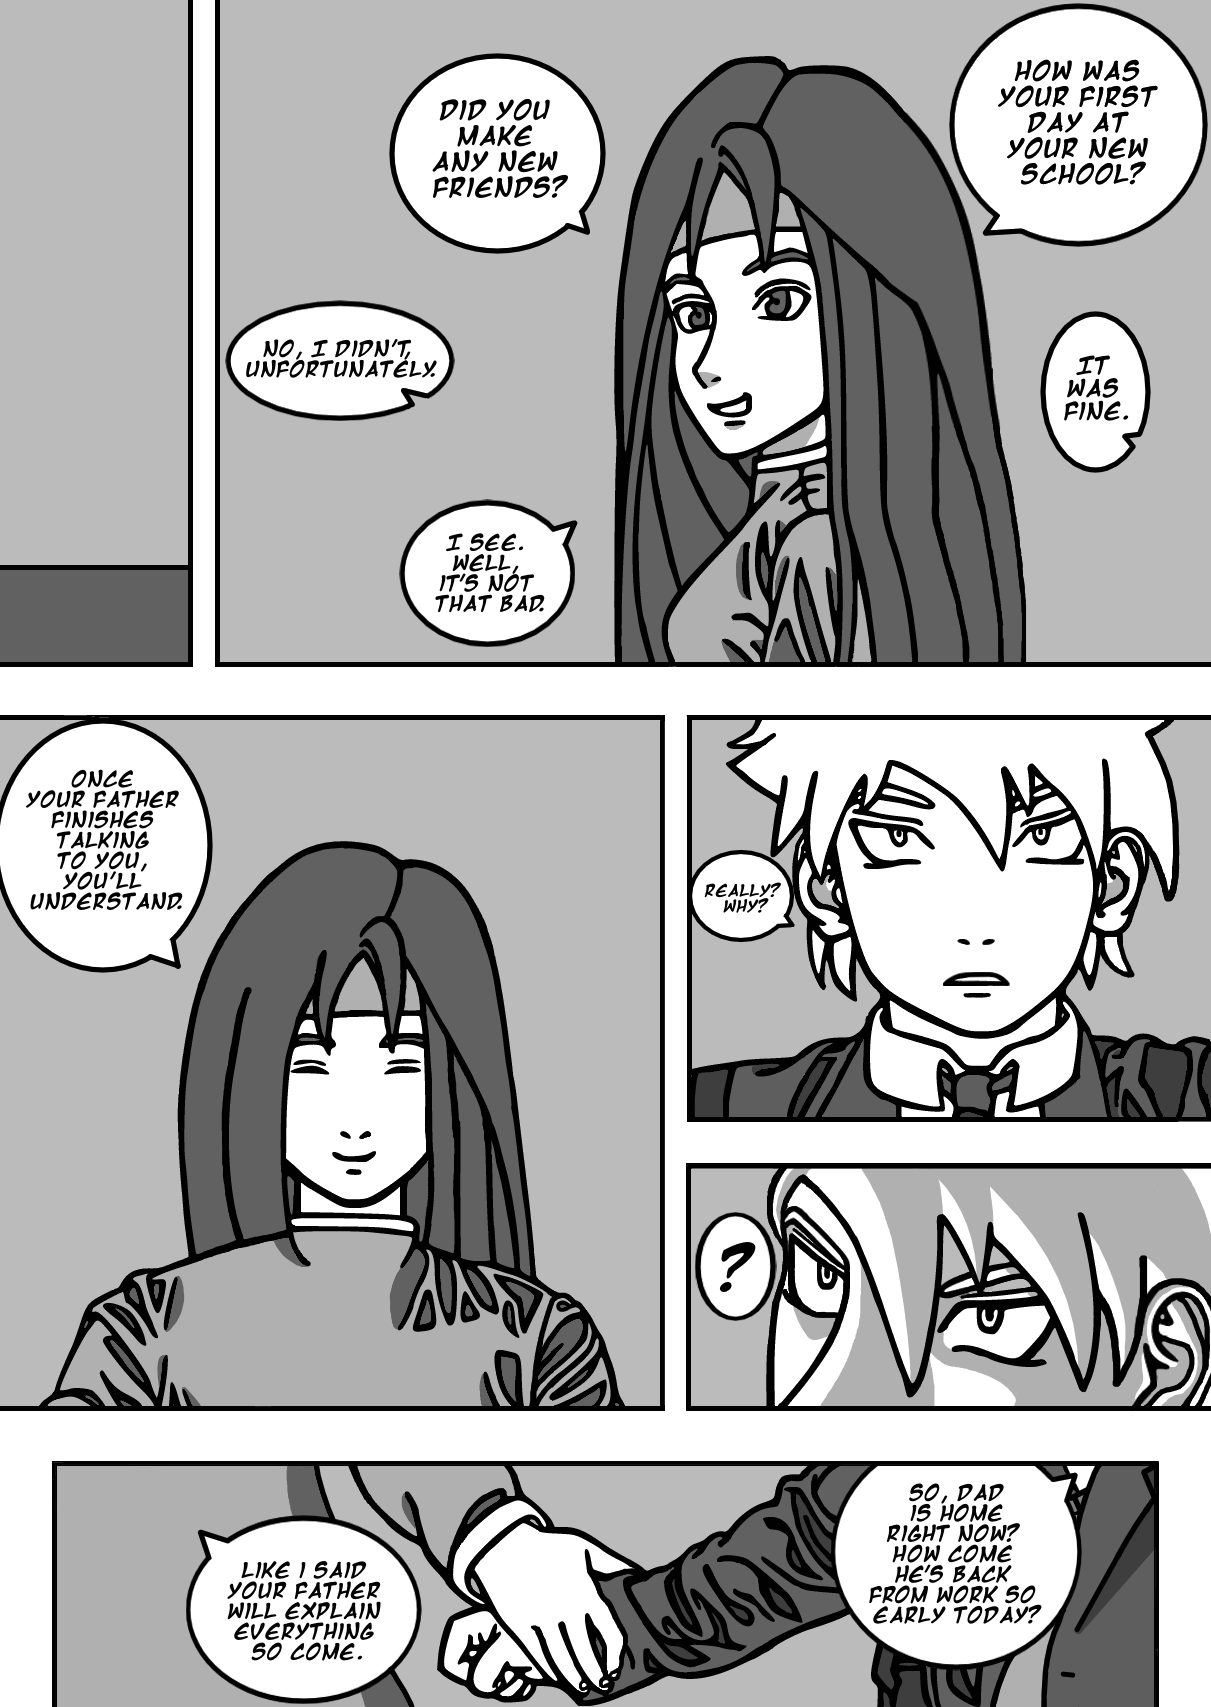 HOW WAS
YOUR FIRST
DAY AT
YOUR NEW
SCHOOL?
IT
WAS
FINE.
DID YOU
MAKE
ANY NEW
FRIENDS?
NO, I DIDN'T,
UNFORTUNATELY.
I SEE.
WELL,
IT'S NOT
THAT BAD.
REALLY?
WHY?
?
ONCE
YOUR FATHER
FINISHES
TALKING
TO YOU,
YOU'LL
UNDERSTAND.
SO, DAD
IS HOME
RIGHT NOW?
HOW COME
HE'S BACK
FROM WORK SO
EARLY TODAY?
LIKE I SAID
YOUR FATHER
WILL EXPLAIN
EVERYTHING
SO COME.